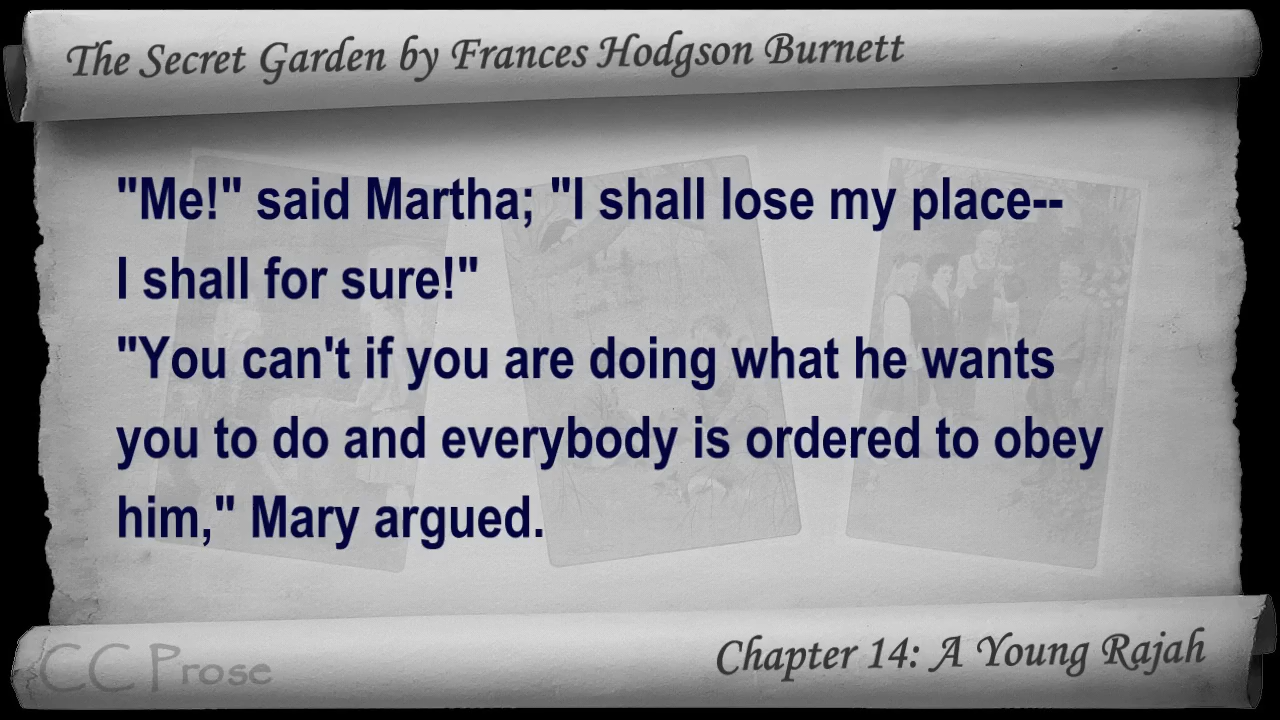 The Secret Garden by Frances Hodgson Burnett
"Me!" said Martha; "I shall lose my place--
I shall for sure!"
"You can't if you are doing what he wants
you to do and everybody is ordered to obey
him," Mary argued.
CC Prose
Chapter 14: A Young Rajah